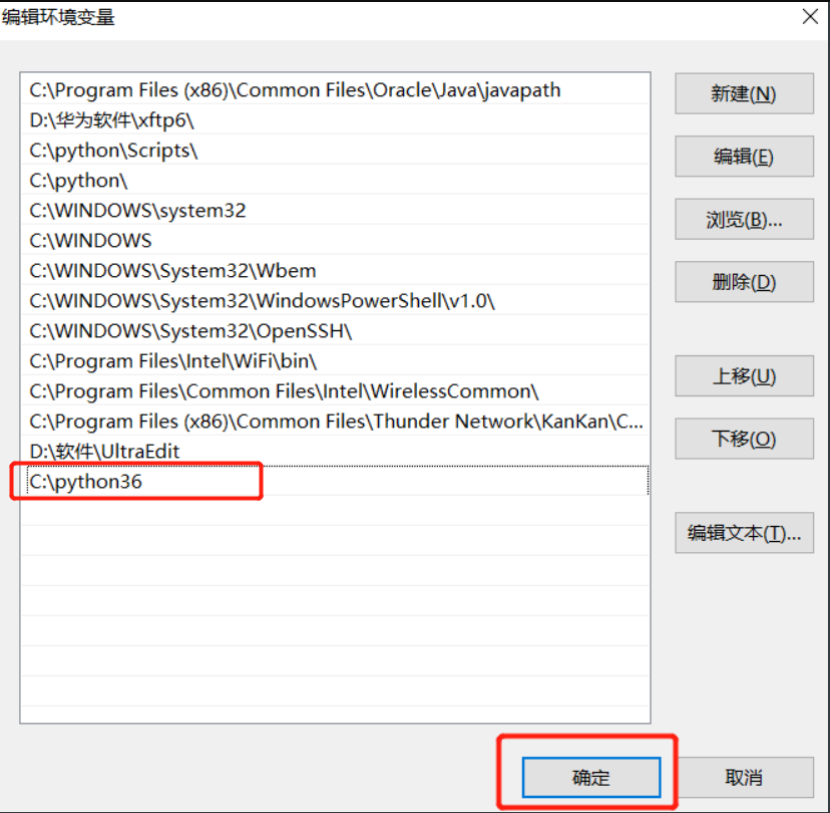 编辑环境变量
C:\Program Files (x86)\Common Files\Oracle\Java\javapath
D:\华为软件\xftp6\
C:\python\Scripts\
C:\python\
C:\WINDOWS\system32
C:\WINDOWS
C:\WINDOWS\System32\Wbem
C:\WINDOWS\System32\WindowsPowerShell\v1.0\
C:\WINDOWS\System32\OpenSSH\
C:\Program Files\Intel\WiFi\bin\
C:\Program Files\Common Files\Intel\WirelessCommon\
C:\Program Files (x86)\Common Files\Thunder Network\KanKan\C...
D:\软件\UltraEdit
C:\python36
新建(N)
编辑(E)
浏览(B)...
删除(D)
上移(U)
下移(O)
编辑文本(T)...
确定
取消